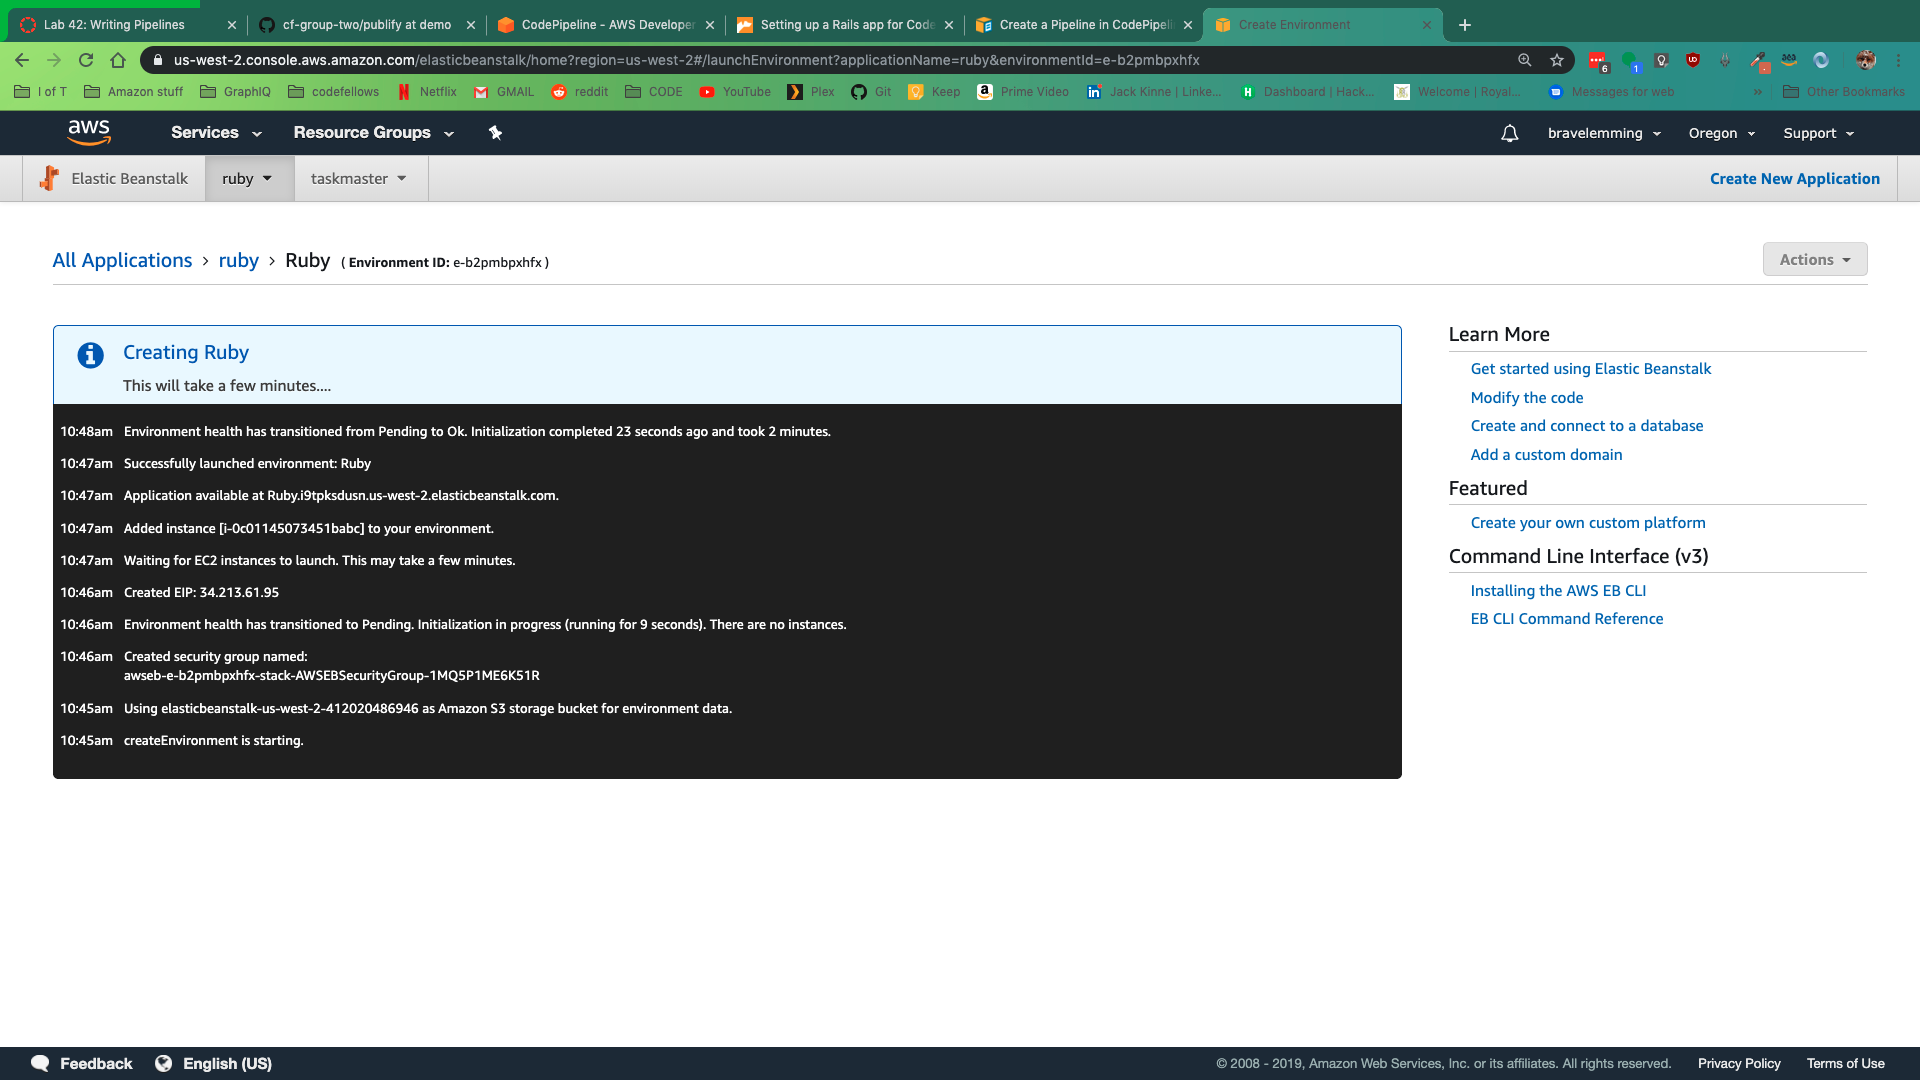 Lab 42: Writing Pipelines
cf-group-two/publify at demo
CodePipeline - AWS Developer
Setting up a Rails app for Code
Create a Pipeline in CodePipeli
Create Environment
us-west-2.console.aws.amazon.com/elasticbeanstalk/home?region=us-west-2#/launchEnvironment?applicationName=ruby&environmentId=e-b2pmbpxhfx
6
1
I of T
Amazon stuff
GraphIQ
codefellows
Netflix
GMAIL
reddit
CODE
YouTube
Plex
Git
Keep
Prime Video
Jack Kinne | Linke...
Dashboard | Hack...
Welcome | Royal...
Messages for web
»
Other Bookmarks
aws
Services
Resource Groups
bravelemming
Oregon
Support
Elastic Beanstalk
ruby
taskmaster
Create New Application
All Applications › ruby › Ruby ( Environment ID: e-b2pmbpxhfx )
Actions
Creating Ruby
This will take a few minutes....
10:48am Environment health has transitioned from Pending to Ok. Initialization completed 23 seconds ago and took 2 minutes.
10:47am Successfully launched environment: Ruby
10:47am Application available at Ruby.i9tpksdusn.us-west-2.elasticbeanstalk.com.
10:47am Added instance [i-0c01145073451babc] to your environment.
10:47am Waiting for EC2 instances to launch. This may take a few minutes.
10:46am Created EIP: 34.213.61.95
10:46am Environment health has transitioned to Pending. Initialization in progress (running for 9 seconds). There are no instances.
10:46am Created security group named:
awseb-e-b2pmbpxhfx-stack-AWSEBSecurityGroup-1MQ5P1ME6K51R
10:45am Using elasticbeanstalk-us-west-2-412020486946 as Amazon S3 storage bucket for environment data.
10:45am createEnvironment is starting.
Learn More
Get started using Elastic Beanstalk
Modify the code
Create and connect to a database
Add a custom domain
Featured
Create your own custom platform
Command Line Interface (v3)
Installing the AWS EB CLI
EB CLI Command Reference
Feedback
English (US)
© 2008 - 2019, Amazon Web Services, Inc. or its affiliates. All rights reserved.
Privacy Policy
Terms of Use